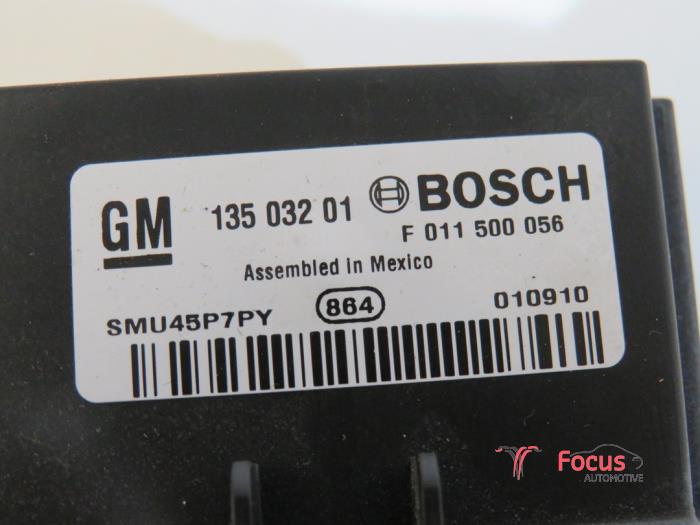 GM 135 032 01 BOSCH
F 011 500 056
Assembled in Mexico
SMU45P7PY 864 010910
Focus
AUTOMOTIVE